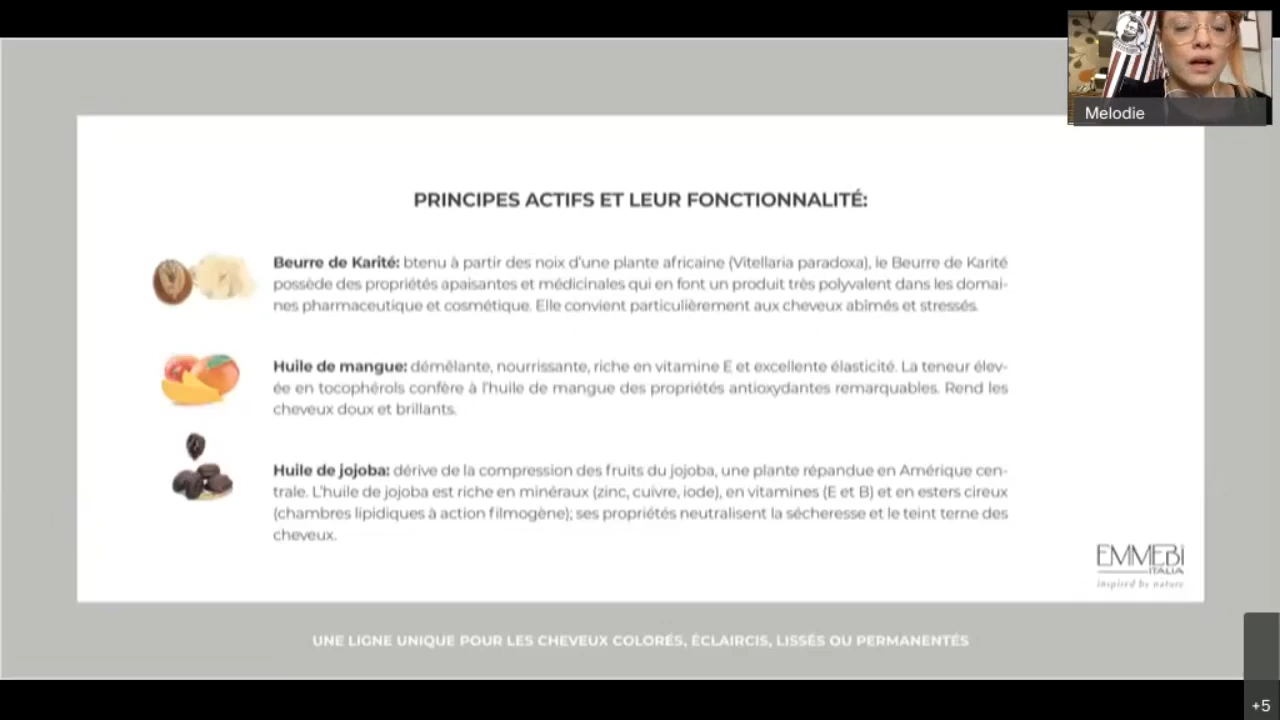 Melodie
PRINCIPES ACTIFS ET LEUR FONCTIONNALITÉ:
Beurre de Karité: btenu à partir des noix d'une plante africaine (Vitellaria paradoxa), le Beurre de Karité
possède des propriétés apaisantes et médicinales qui en font un produit très polyvalent dans les domai-
nes pharmaceutique et cosmétique. Elle convient particulièrement aux cheveux abîmés et stressés.
Huile de mangue: démêlante, nourrissante, riche en vitamine E et excellente élasticité. La teneur élev-
ée en tocophérols confère à l'huile de mangue des propriétés antioxydantes remarquables. Rend les
cheveux doux et brillants.
Huile de jojoba: dérive de la compression des fruits du jojoba, une plante répandue en Amérique cen-
trale. L'huile de jojoba est riche en minéraux (zinc, cuivre, iode), en vitamines (E et B) et en esters cireux
(chambres lipidiques à action filmogène); ses propriétés neutralisent la sécheresse et le teint terne des
cheveux.
EMMEBI
ITALIA
inspired by nature
UNE LIGNE UNIQUE POUR LES CHEVEUX COLORÉS, ÉCLAIRCIS, LISSÉS OU PERMANENTÉS
+5